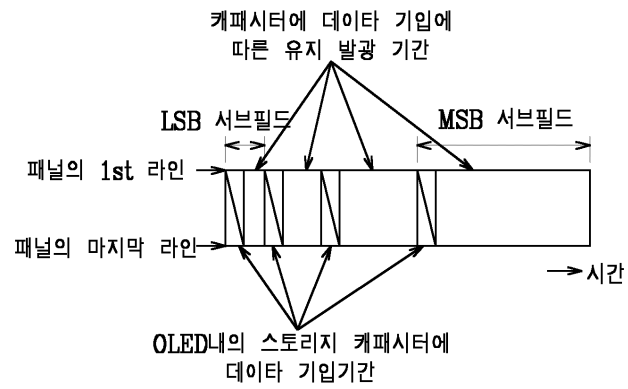 캐패시터에 데이타 기입에
따른 유지 발광 기간
LSB 서브필드
MSB 서브필드
패널의 1st 라인
패널의 마지막 라인
시간
OLED내의 스토리지 캐패시터에
데이타 기입기간